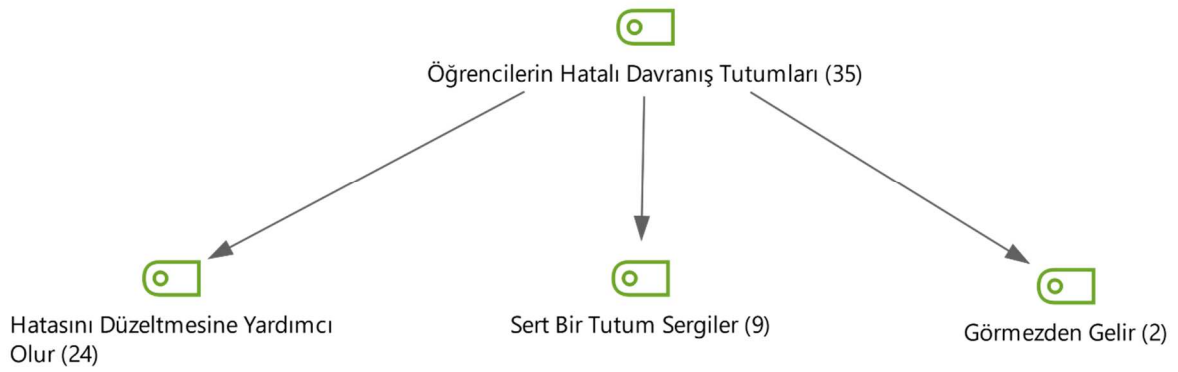 Öğrencilerin Hatalı Davranış Tutumları (35)
Hatasını Düzeltmesine Yardımcı
Olur (24)
Sert Bir Tutum Sergiler (9)
Görmezden Gelir (2)